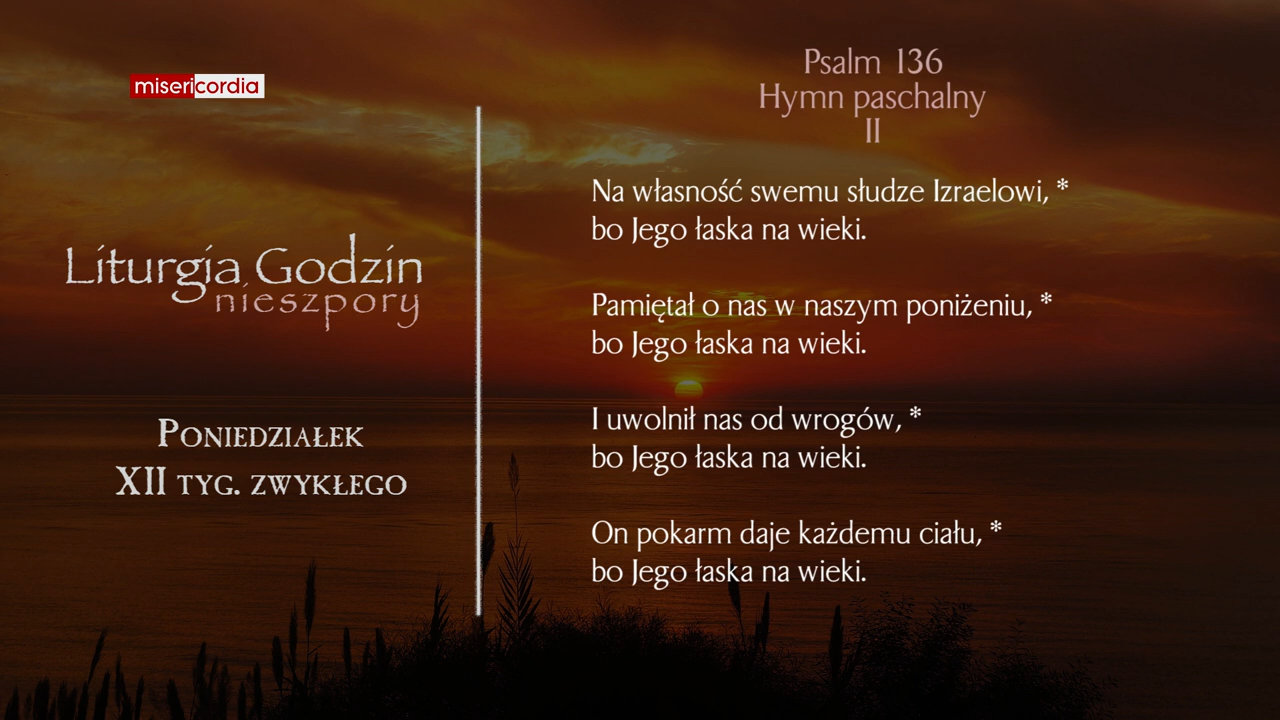 misericordia
Liturgia Godzin
nieszpory
Poniedziałek
XII tyg. zwykłego
Psalm 136
Hymn paschalny
II
Na własność swemu słudze Izraelowi, *
bo Jego łaska na wieki.
Pamiętał o nas w naszym poniżeniu, *
bo Jego łaska na wieki.
I uwolnił nas od wrogów, *
bo Jego łaska na wieki.
On pokarm daje każdemu ciału, *
bo Jego łaska na wieki.